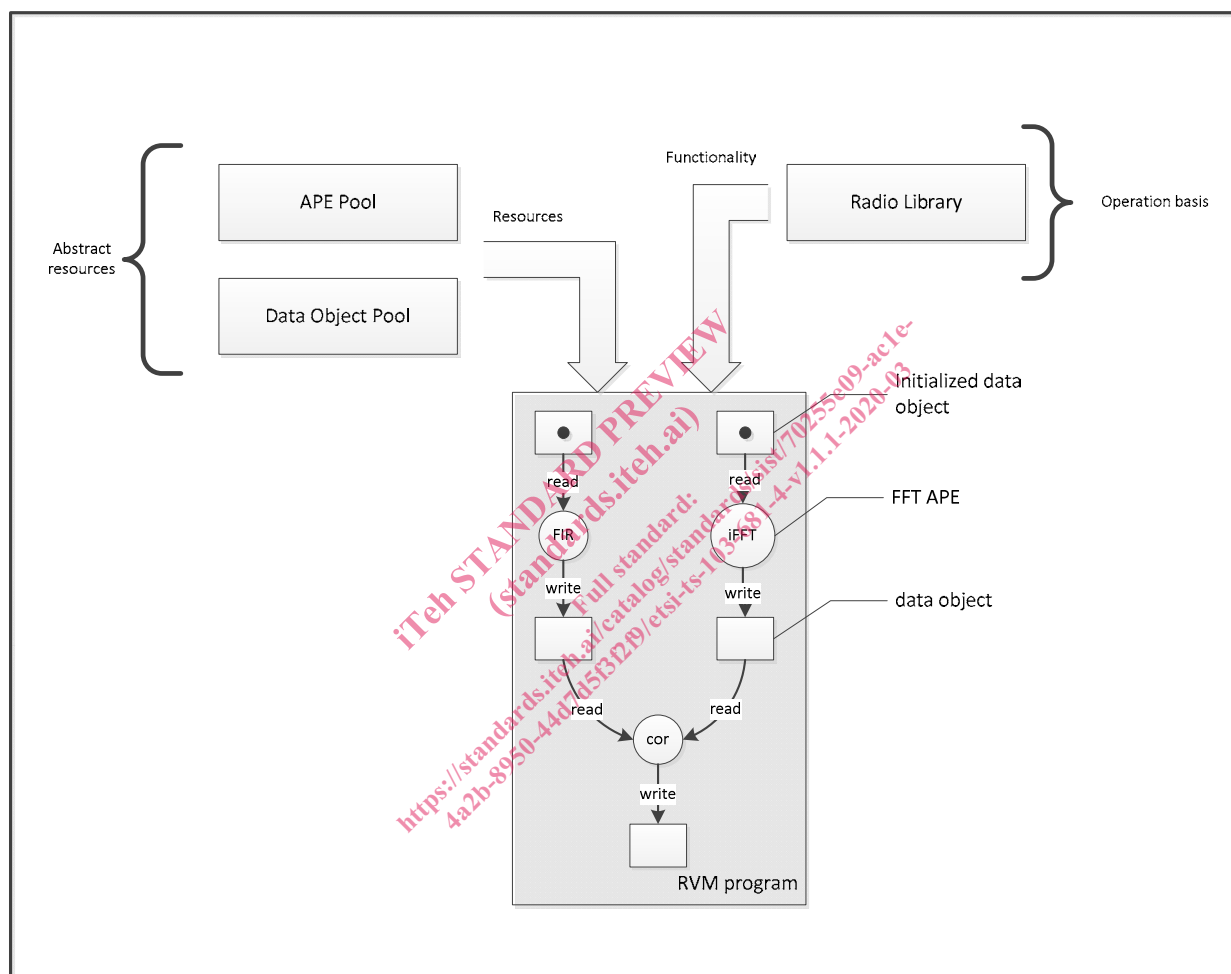 Functionality
APE Pool
Radio Library
Resources
Operation basis
Abstract
resources
Data Object Pool
Initialized data
object
read
read
FIR
iFFT
FFT APE
write
write
data object
read
read
cor
write
RVM program
iTeh STANDARD PREVIEW
(standards.iteh.ai)
Full standard:
https://standards.iteh.ai/catalog/standards/sist/70255e09-ac1e-
4a2b-8950-44d7d5f3f2f9/etsi-ts-103-681-4-v1.1.1-2020-03